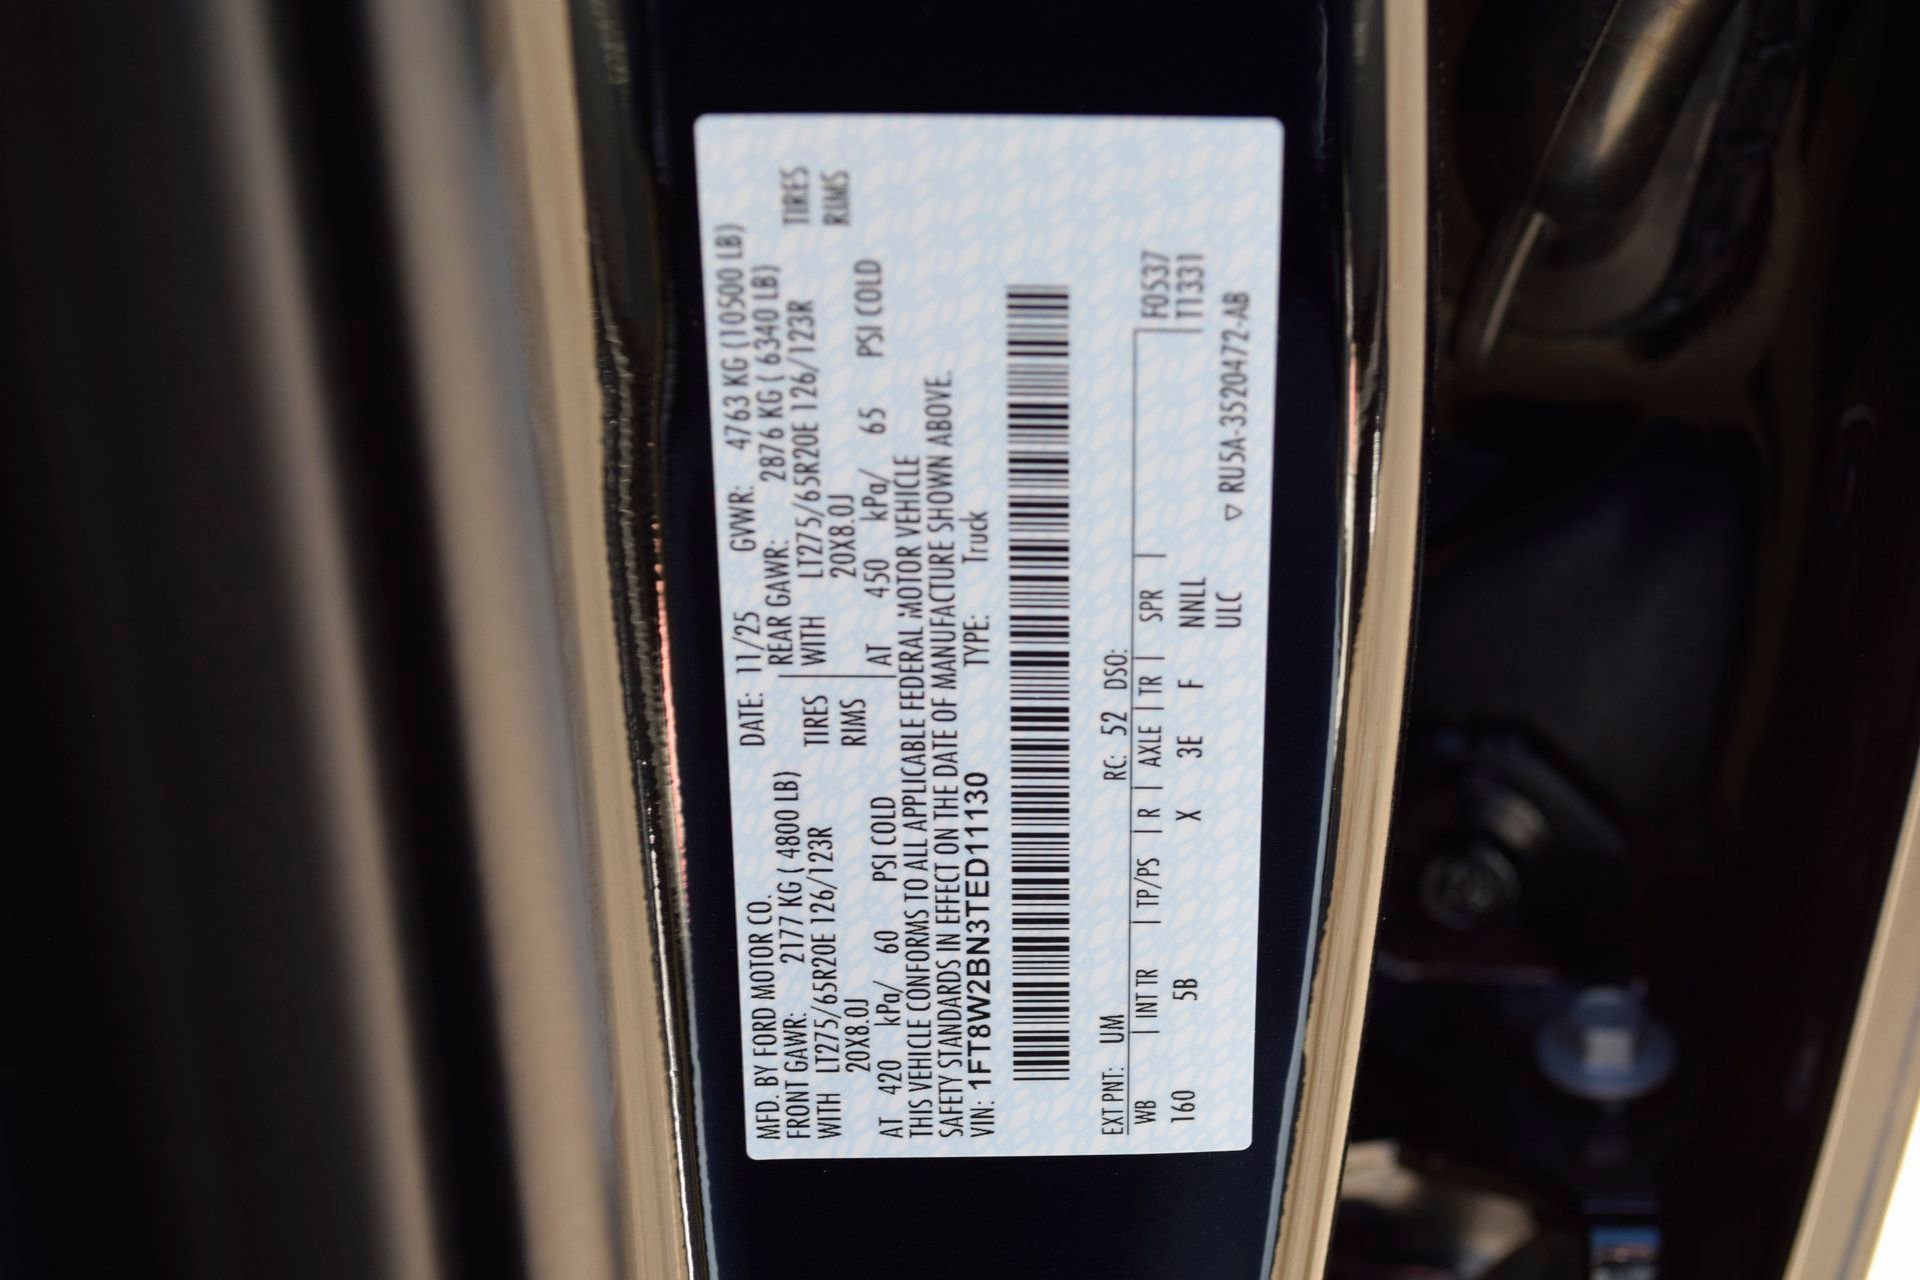 MFD. BY FORD MOTOR CO. DATE: 11/25 GVWR: 4763 KG (10500 LB)
FRONT GAWR: 2177 KG ( 4800 LB) REAR GAWR: 2876 KG ( 6340 LB)
WITH LT275/65R20E 126/123R TIRES WITH LT275/65R20E 126/123R TIRES
20X8.0J RIMS 20X8.0J RIMS
AT 420 kPa/ 60 PSI COLD AT 450 kPa/ 65 PSI COLD
THIS VEHICLE CONFORMS TO ALL APPLICABLE FEDERAL MOTOR VEHICLE
SAFETY STANDARDS IN EFFECT ON THE DATE OF MANUFACTURE SHOWN ABOVE.
VIN: 1FT8W2BN3TED11130 TYPE: Truck
EXT PNT: UM RC: 52 DSO:
WB | INT TR | TP/PS | R | AXLE | TR | SPR | F0537
160 5B X 3E F NNLL T1331
ULC
▽ RU5A-3520472-AB